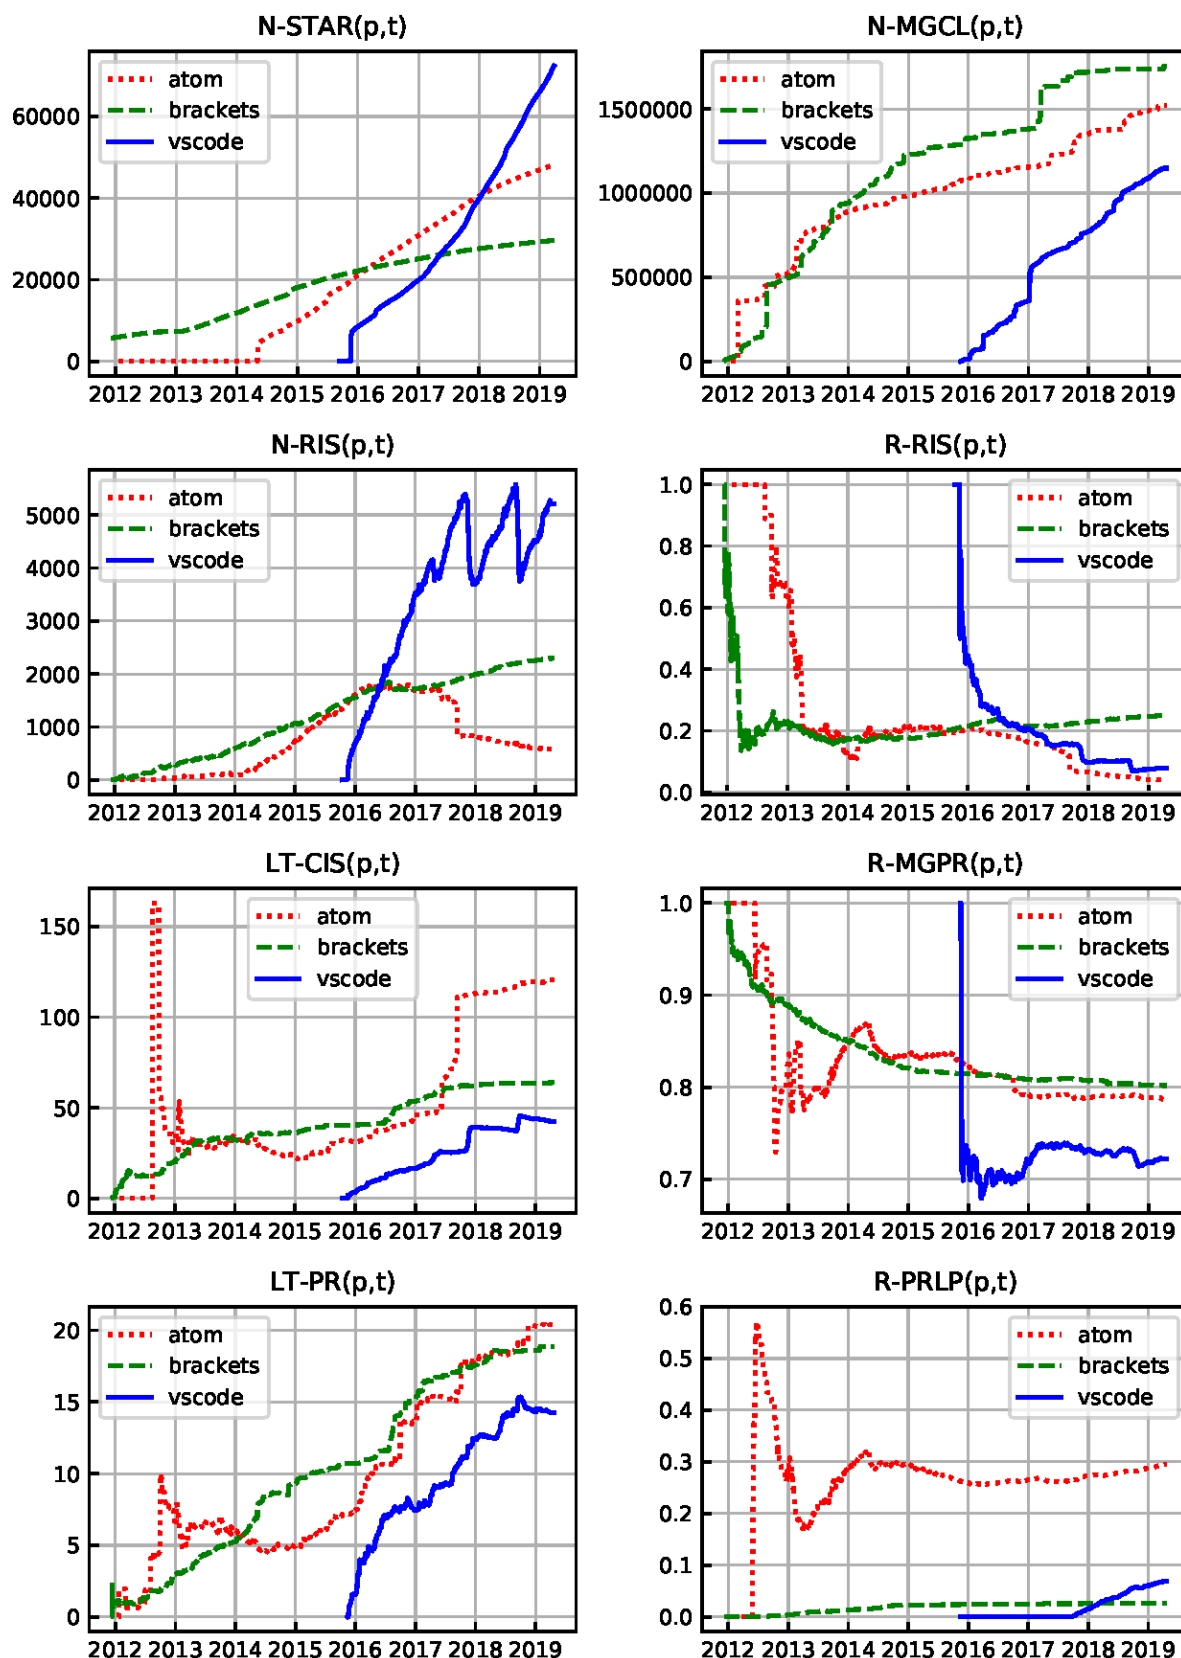 N-STAR(p,t)
atom
brackets
vscode
60000
40000
20000
0
2012 2013 2014 2015 2016 2017 2018 2019
N-MGCL(p,t)
atom
brackets
vscode
1500000
1000000
500000
0
2012 2013 2014 2015 2016 2017 2018 2019
N-RIS(p,t)
atom
brackets
vscode
5000
4000
3000
2000
1000
0
2012 2013 2014 2015 2016 2017 2018 2019
R-RIS(p,t)
atom
brackets
vscode
1.0
0.8
0.6
0.4
0.2
0.0
2012 2013 2014 2015 2016 2017 2018 2019
LT-CIS(p,t)
atom
brackets
vscode
150
100
50
0
2012 2013 2014 2015 2016 2017 2018 2019
R-MGPR(p,t)
atom
brackets
vscode
1.0
0.9
0.8
0.7
2012 2013 2014 2015 2016 2017 2018 2019
LT-PR(p,t)
atom
brackets
vscode
20
15
10
5
0
2012 2013 2014 2015 2016 2017 2018 2019
R-PRLP(p,t)
atom
brackets
vscode
0.6
0.5
0.4
0.3
0.2
0.1
0.0
2012 2013 2014 2015 2016 2017 2018 2019